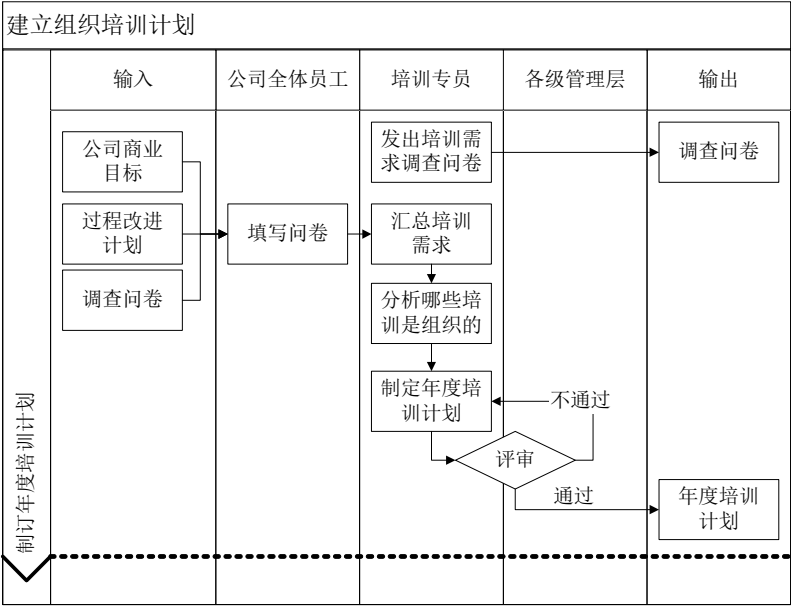 建立组织培训计划
输入
公司全体员工
培训专员
各级管理层
输出
公司商业
目标
发出培训需
求调查问卷
调查问卷
过程改进
计划
填写问卷
汇总培训
需求
调查问卷
分析哪些培
训是组织的
制定年度培
训计划
不通过
评审
通过
年度培训
计划
制订年度培训计划